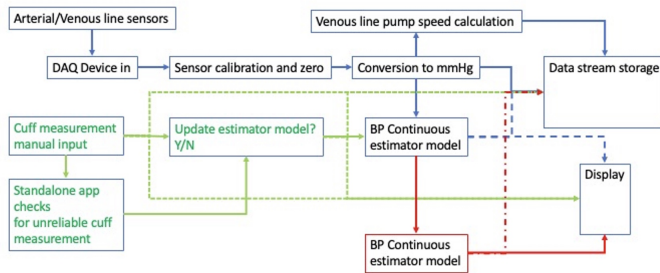 Arterial/Venous line sensors
Venous line pump speed calculation
DAQ Device in
Sensor calibration and zero
Conversion to mmHg
Data stream storage
Cuff measurement
manual input
Update estimator model?
Y/N
BP Continuous
estimator model
Standalone app
checks
for unreliable cuff
measurement
Display
BP Continuous
estimator model